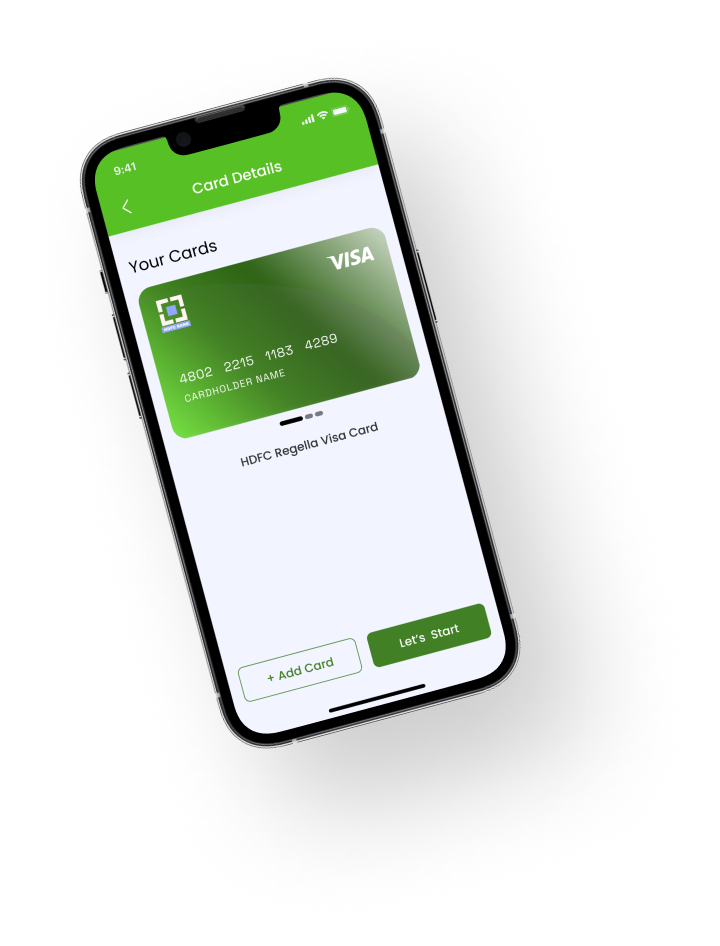 9:41
Card Details
Your Cards
VISA
HDFC BANK
4802 2215 1183 4289
CARDHOLDER NAME
HDFC Regella Visa Card
+ Add Card
Let's Start